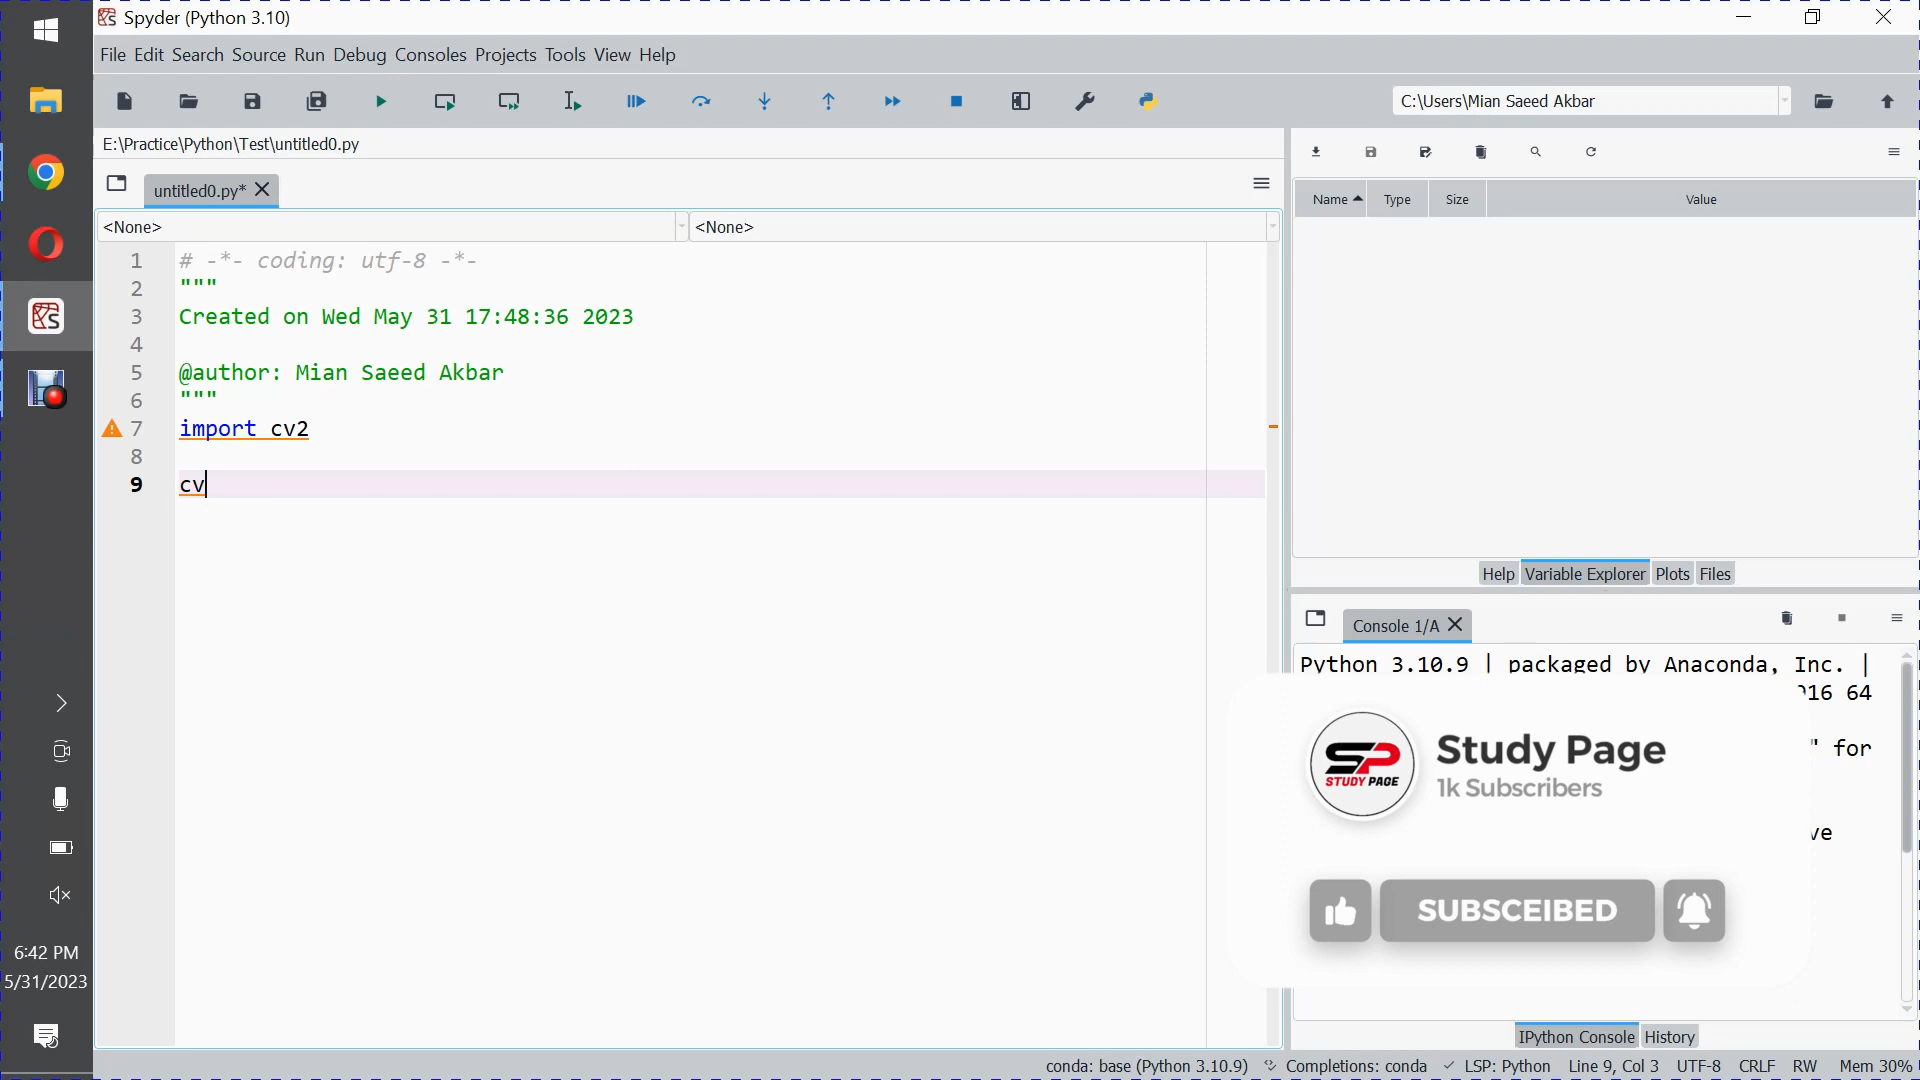 Spyder (Python 3.10)
File Edit Search Source Run Debug Consoles Projects Tools View Help
C:\Users\Mian Saeed Akbar
E:\Practice\Python\Test\untitled0.py
untitled0.py*
<None>
<None>
1 # -*- coding: utf-8 -*-
2 """
3 Created on Wed May 31 17:48:36 2023
4
5 @author: Mian Saeed Akbar
6 """
7 import cv2
8
9 cv
Name Type Size Value
Help Variable Explorer Plots Files
Console 1/A
Python 3.10.9 | packaged by Anaconda, Inc. |
916 64
" for
ve
SP
STUDY PAGE
Study Page
1k Subscribers
SUBSCEIBED
IPython Console History
6:42 PM
5/31/2023
conda: base (Python 3.10.9) Completions: conda ✓ LSP: Python Line 9, Col 3 UTF-8 CRLF RW Mem 30%